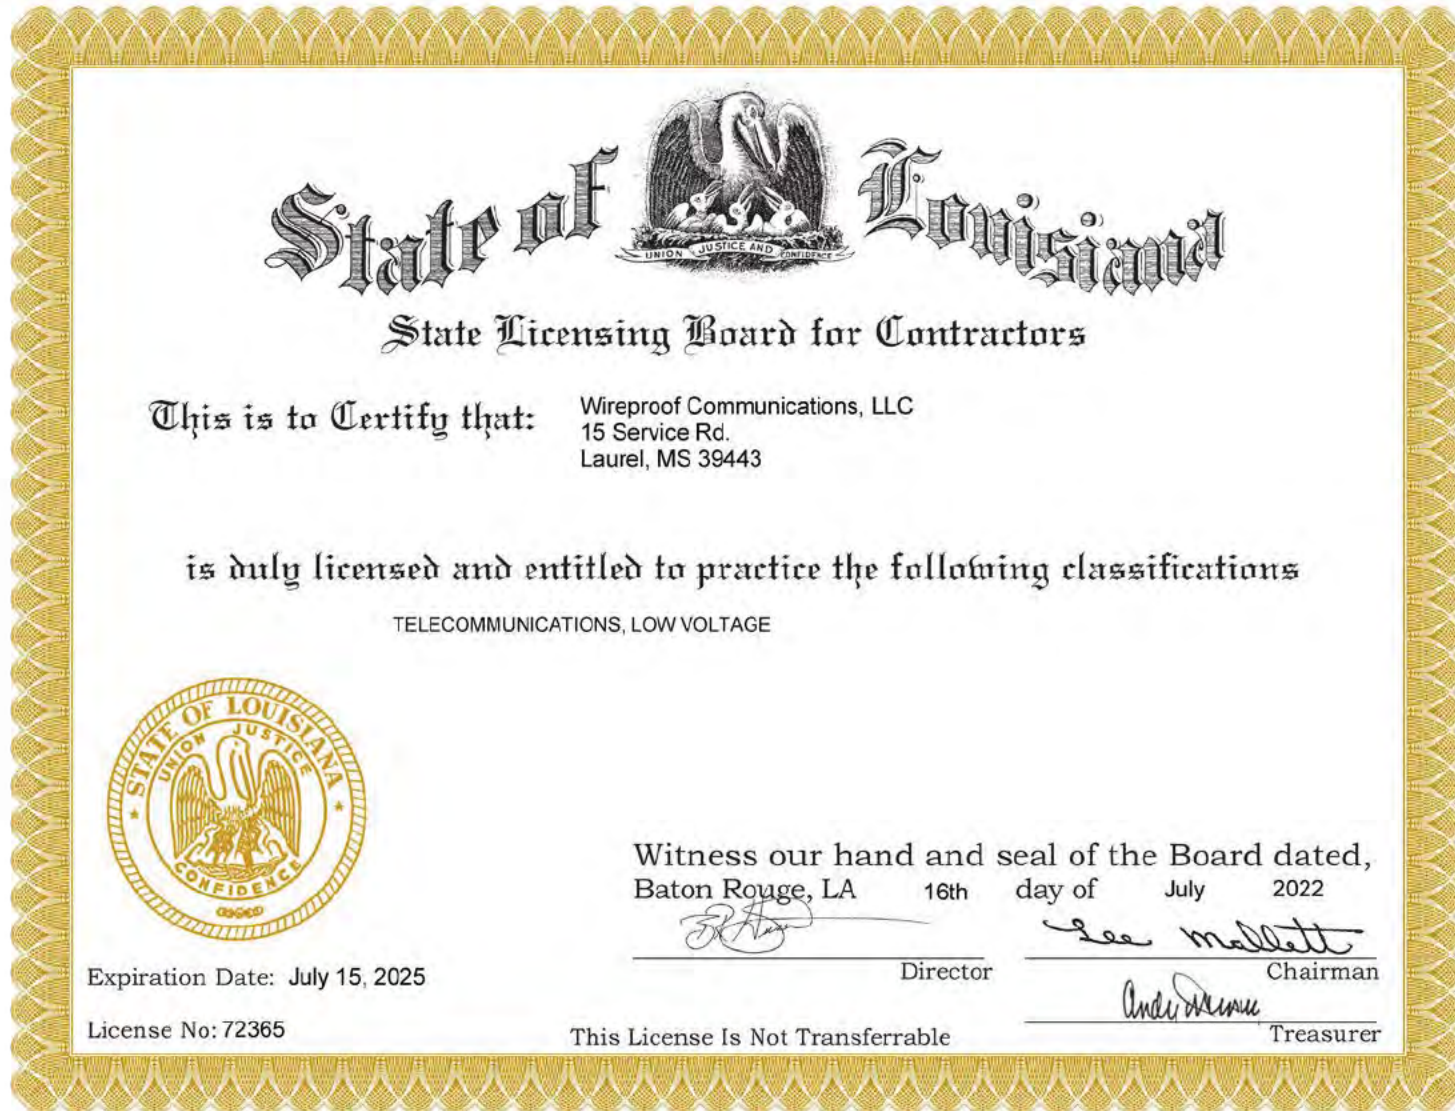 State of Louisiana
UNION JUSTICE AND CONFIDENCE
State Licensing Board for Contractors
This is to Certify that:
Wireproof Communications, LLC
15 Service Rd.
Laurel, MS 39443
is duly licensed and entitled to practice the following classifications
TELECOMMUNICATIONS, LOW VOLTAGE
STATE OF LOUISIANA
UNION JUSTICE
CONFIDENCE
Witness our hand and seal of the Board dated,
Baton Rouge, LA 16th day of July 2022
Lee Mallett
Director
Chairman
Expiration Date: July 15, 2025
Andy
Treasurer
License No: 72365
This License Is Not Transferrable